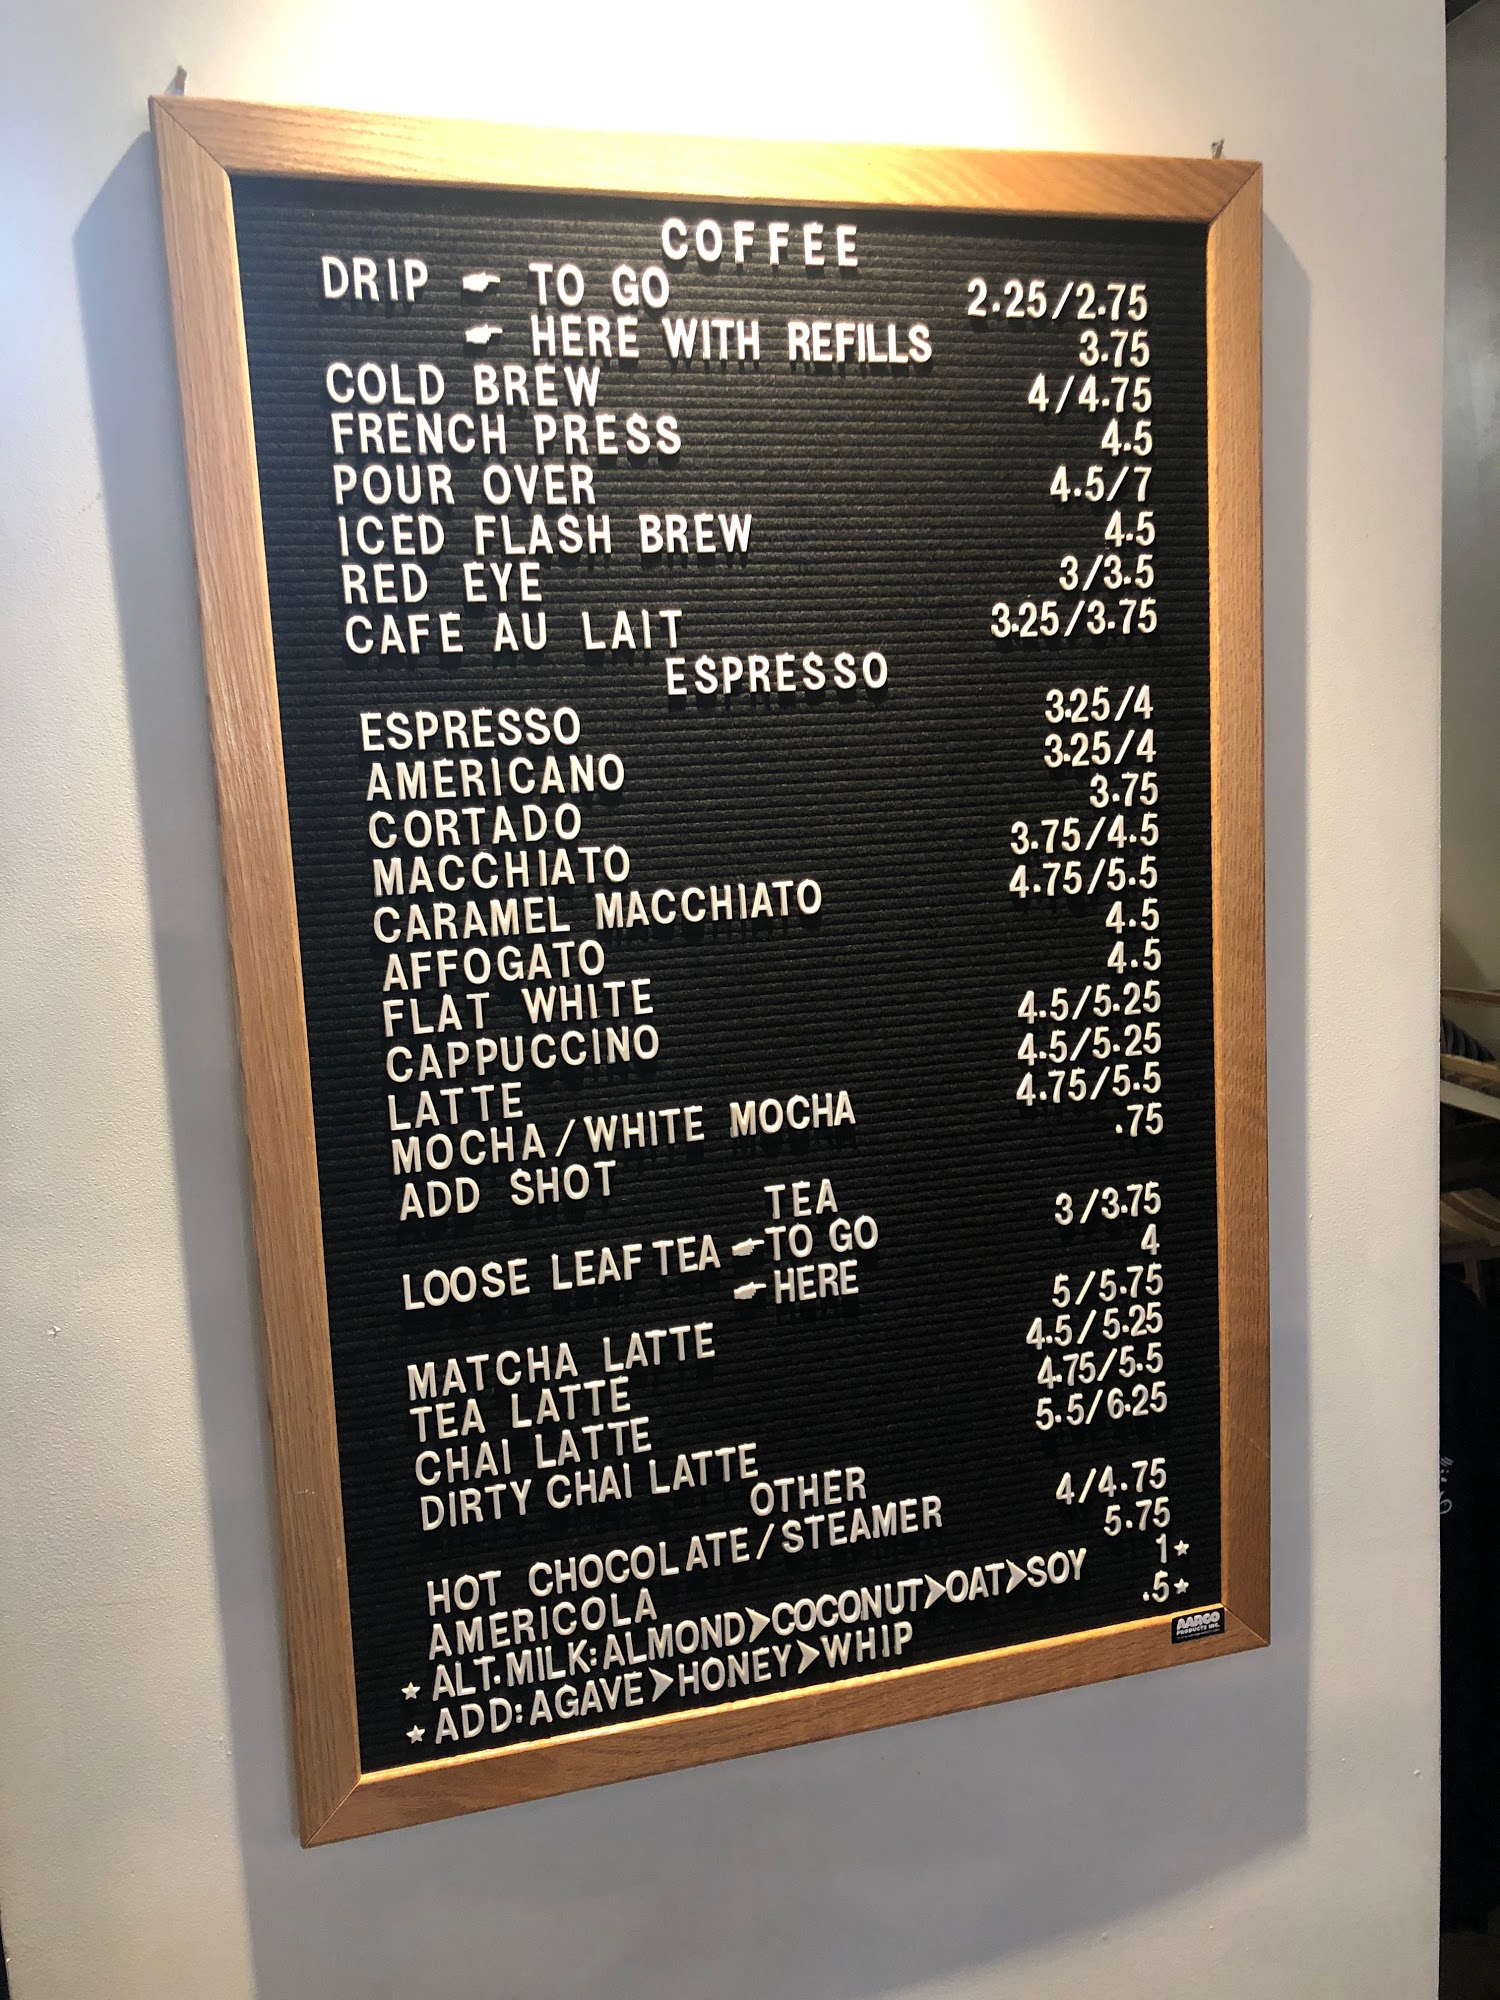 COFFEE
DRIP ☛ TO GO 2.25/2.75
☛ HERE WITH REFILLS 3.75
COLD BREW 4/4.75
FRENCH PRESS 4.5
POUR OVER 4.5/7
ICED FLASH BREW 4.5
RED EYE 3/3.5
CAFE AU LAIT 3.25/3.75
ESPRESSO
ESPRESSO 3.25/4
AMERICANO 3.25/4
CORTADO 3.75
MACCHIATO 3.75/4.5
CARAMEL MACCHIATO 4.75/5.5
AFFOGATO 4.5
FLAT WHITE 4.5
CAPPUCCINO 4.5/5.25
LATTE 4.5/5.25
MOCHA/WHITE MOCHA 4.75/5.5
ADD SHOT .75
TEA
LOOSE LEAF TEA ☛ TO GO 3/3.75
☛ HERE 4
MATCHA LATTE 5/5.75
TEA LATTE 4.5/5.25
CHAI LATTE 4.75/5.5
DIRTY CHAI LATTE 5.5/6.25
OTHER
HOT CHOCOLATE/STEAMER 4/4.75
AMERICOLA 5.75
★ ALT.MILK:ALMOND➤COCONUT➤OAT➤SOY 1★
★ ADD:AGAVE➤HONEY➤WHIP .5★
AARCO
PRODUCTS INC.